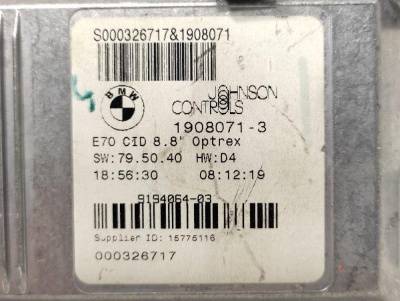 S000326717&1908071
BMW
JOHNSON
CONTROLS
1908071-3
E70 CID 8.8" Optrex
SW:79.50.40 HW:D4
18:56:30 08:12:19
9194064-03
Supplier ID: 15775116
000326717